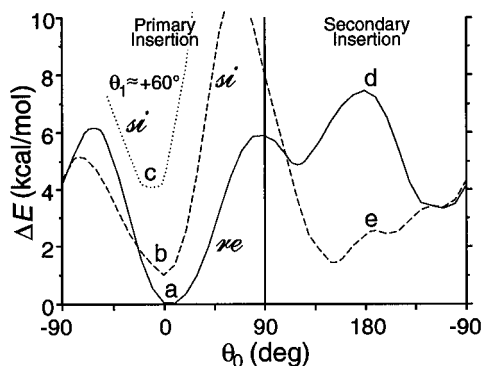 Primary
Insertion
Secondary
Insertion
θ₁≈+60°
si
si
re
a
b
c
d
e
10
8
6
4
2
0
ΔE (kcal/mol)
-90 0 90 180 -90
θ₀ (deg)